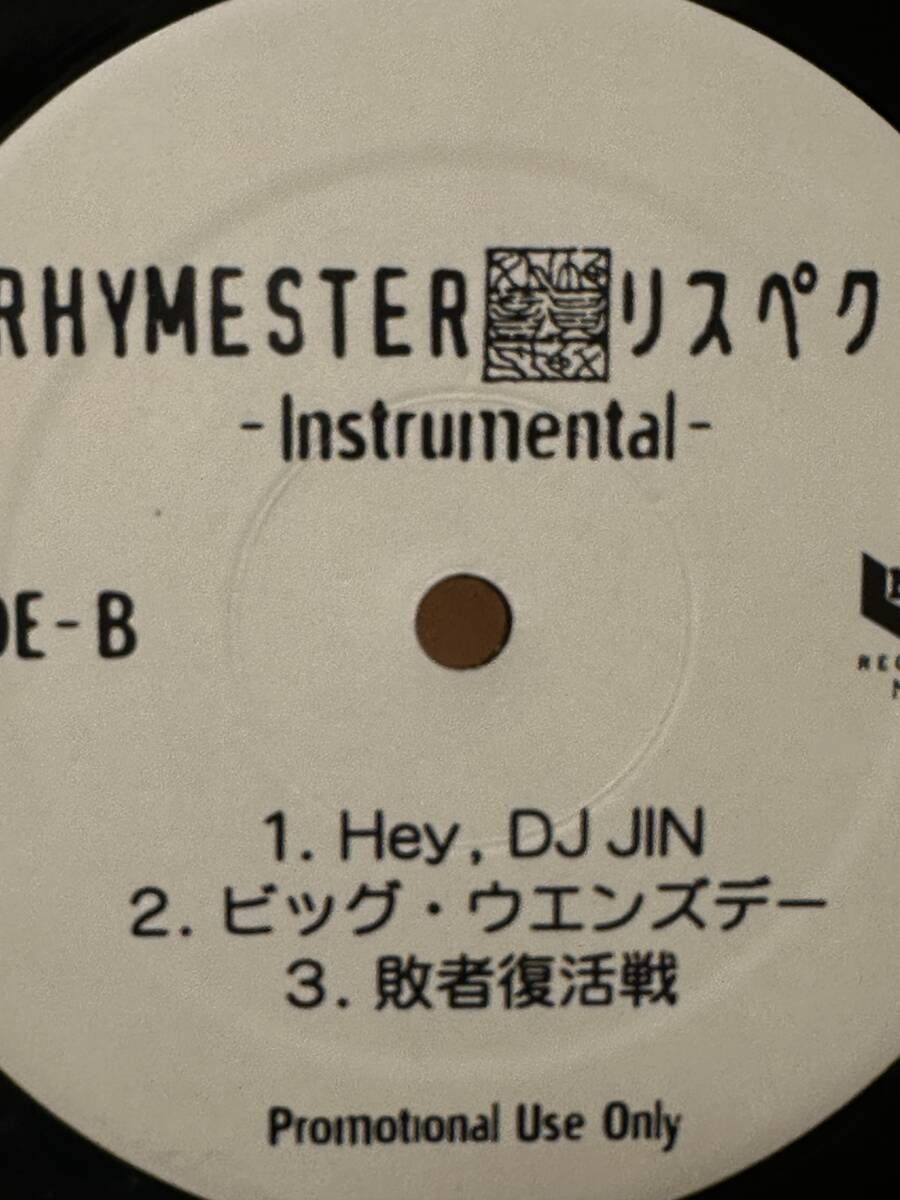 RHYMESTER リスペク
-Instrumental-
DE-B
REC
1. Hey, DJ JIN
2. ビッグ・ウエンズデー
3. 敗者復活戦
Promotional Use Only